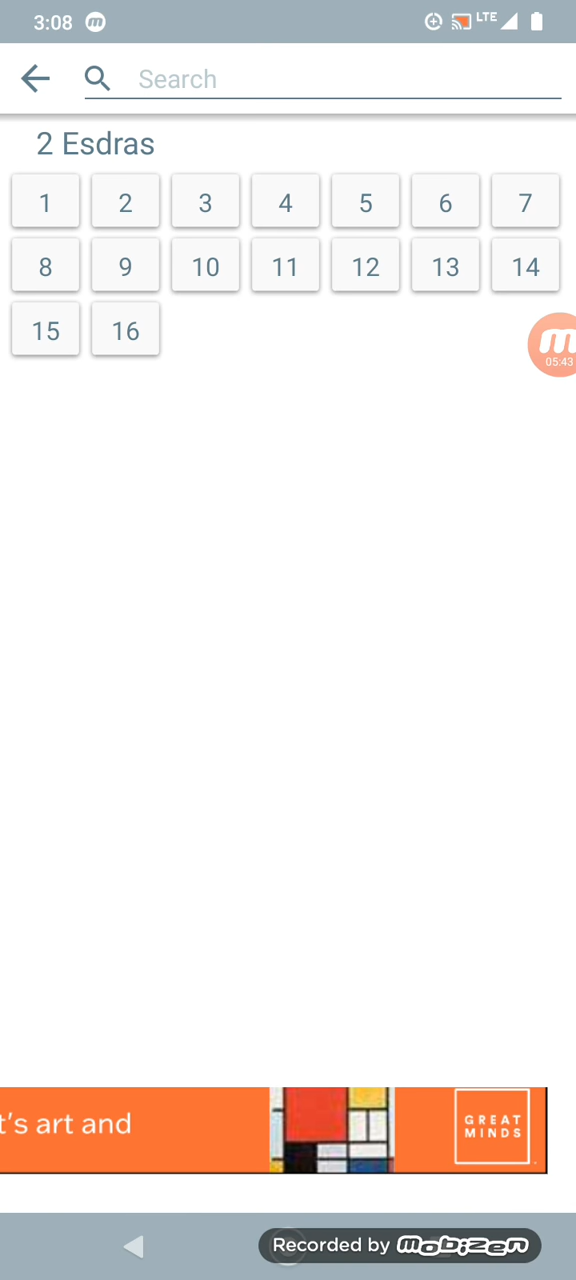 3:08 m LTE
Search
2 Esdras
1 2 3 4 5 6 7
8 9 10 11 12 13 14
15 16
m
05:43
t's art and
GREAT
MINDS
Recorded by mobizen